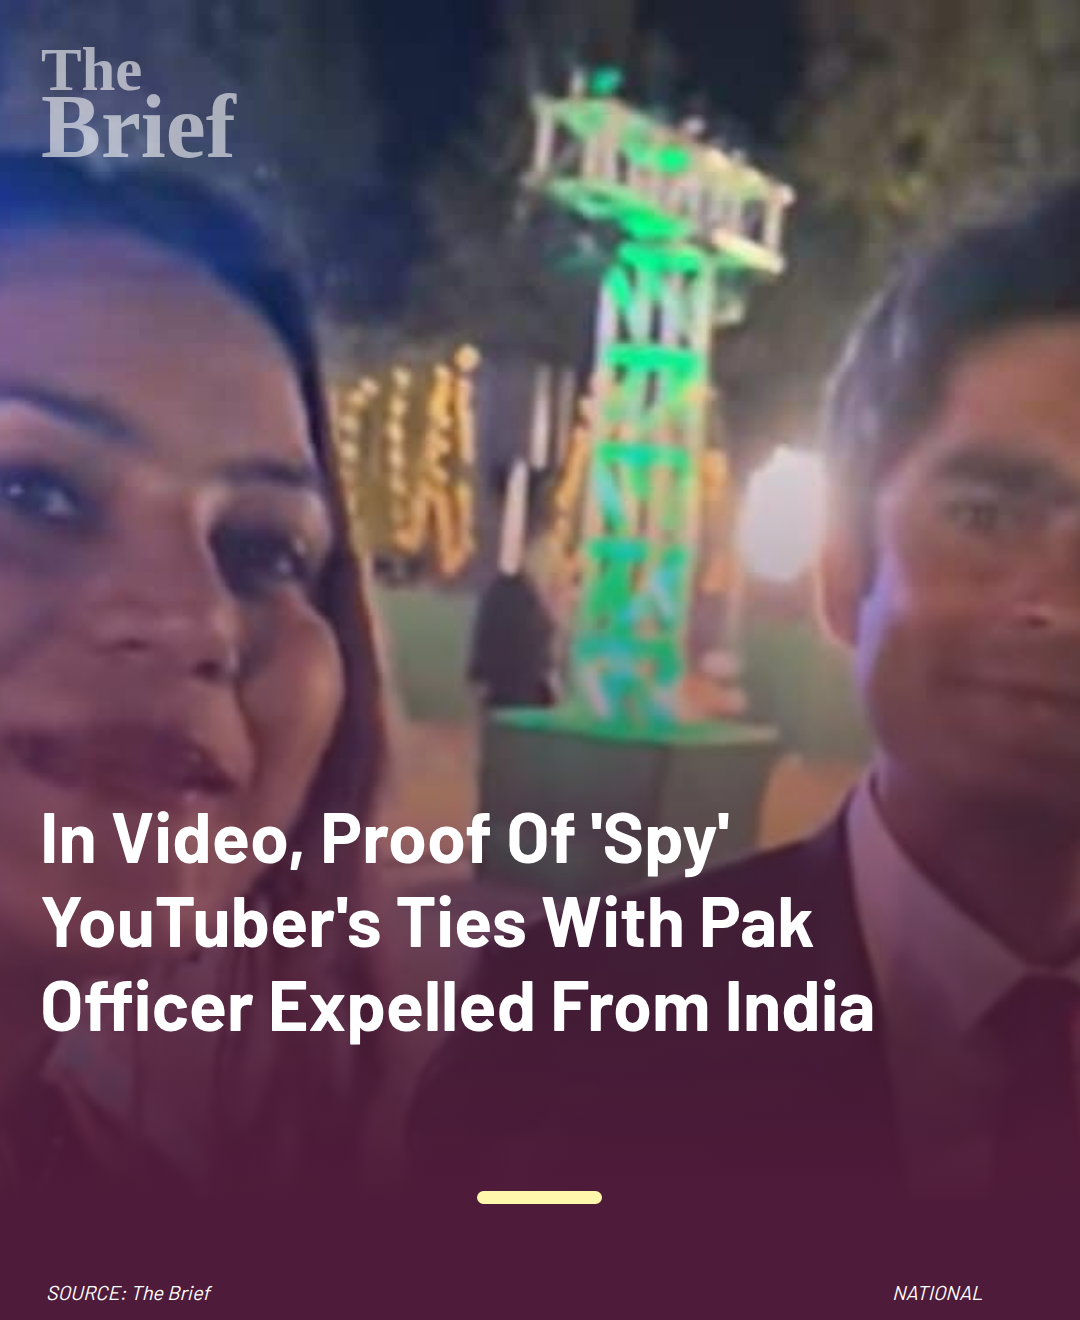 The
Brief
In Video, Proof Of 'Spy'
YouTuber's Ties With Pak
Officer Expelled From India
SOURCE: The Brief
NATIONAL